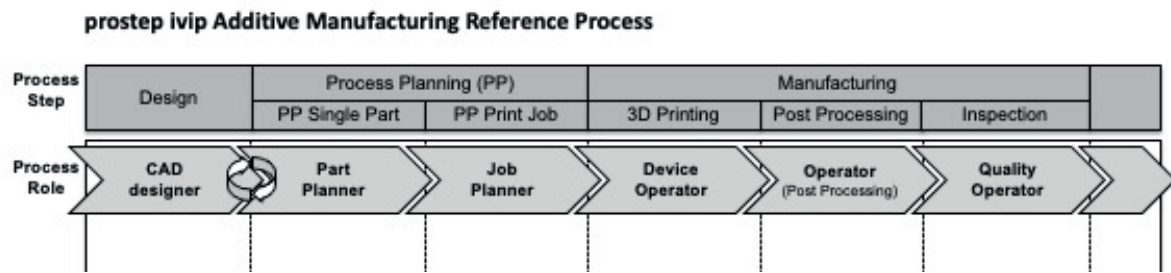 prostep ivip Additive Manufacturing Reference Process
Process
Step
Design
Process Planning (PP)
Manufacturing
PP Single Part
PP Print Job
3D Printing
Post Processing
Inspection
Process
Role
CAD
designer
Part
Planner
Job
Planner
Device
Operator
Operator
(Post Processing)
Quality
Operator